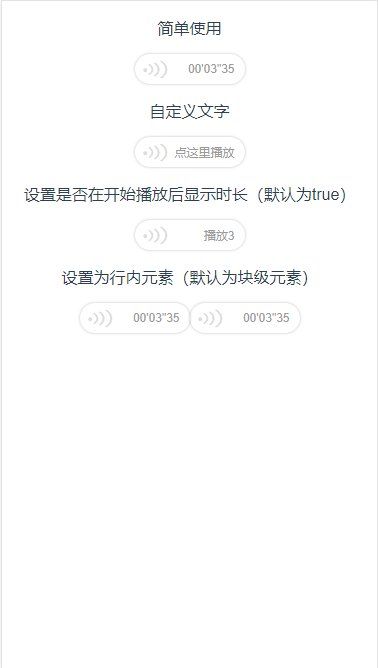 简单使用
00'03"35
自定义文字
点这里播放
设置是否在开始播放后显示时长（默认为true）
播放3
设置为行内元素（默认为块级元素）
00'03"35 00'03"35